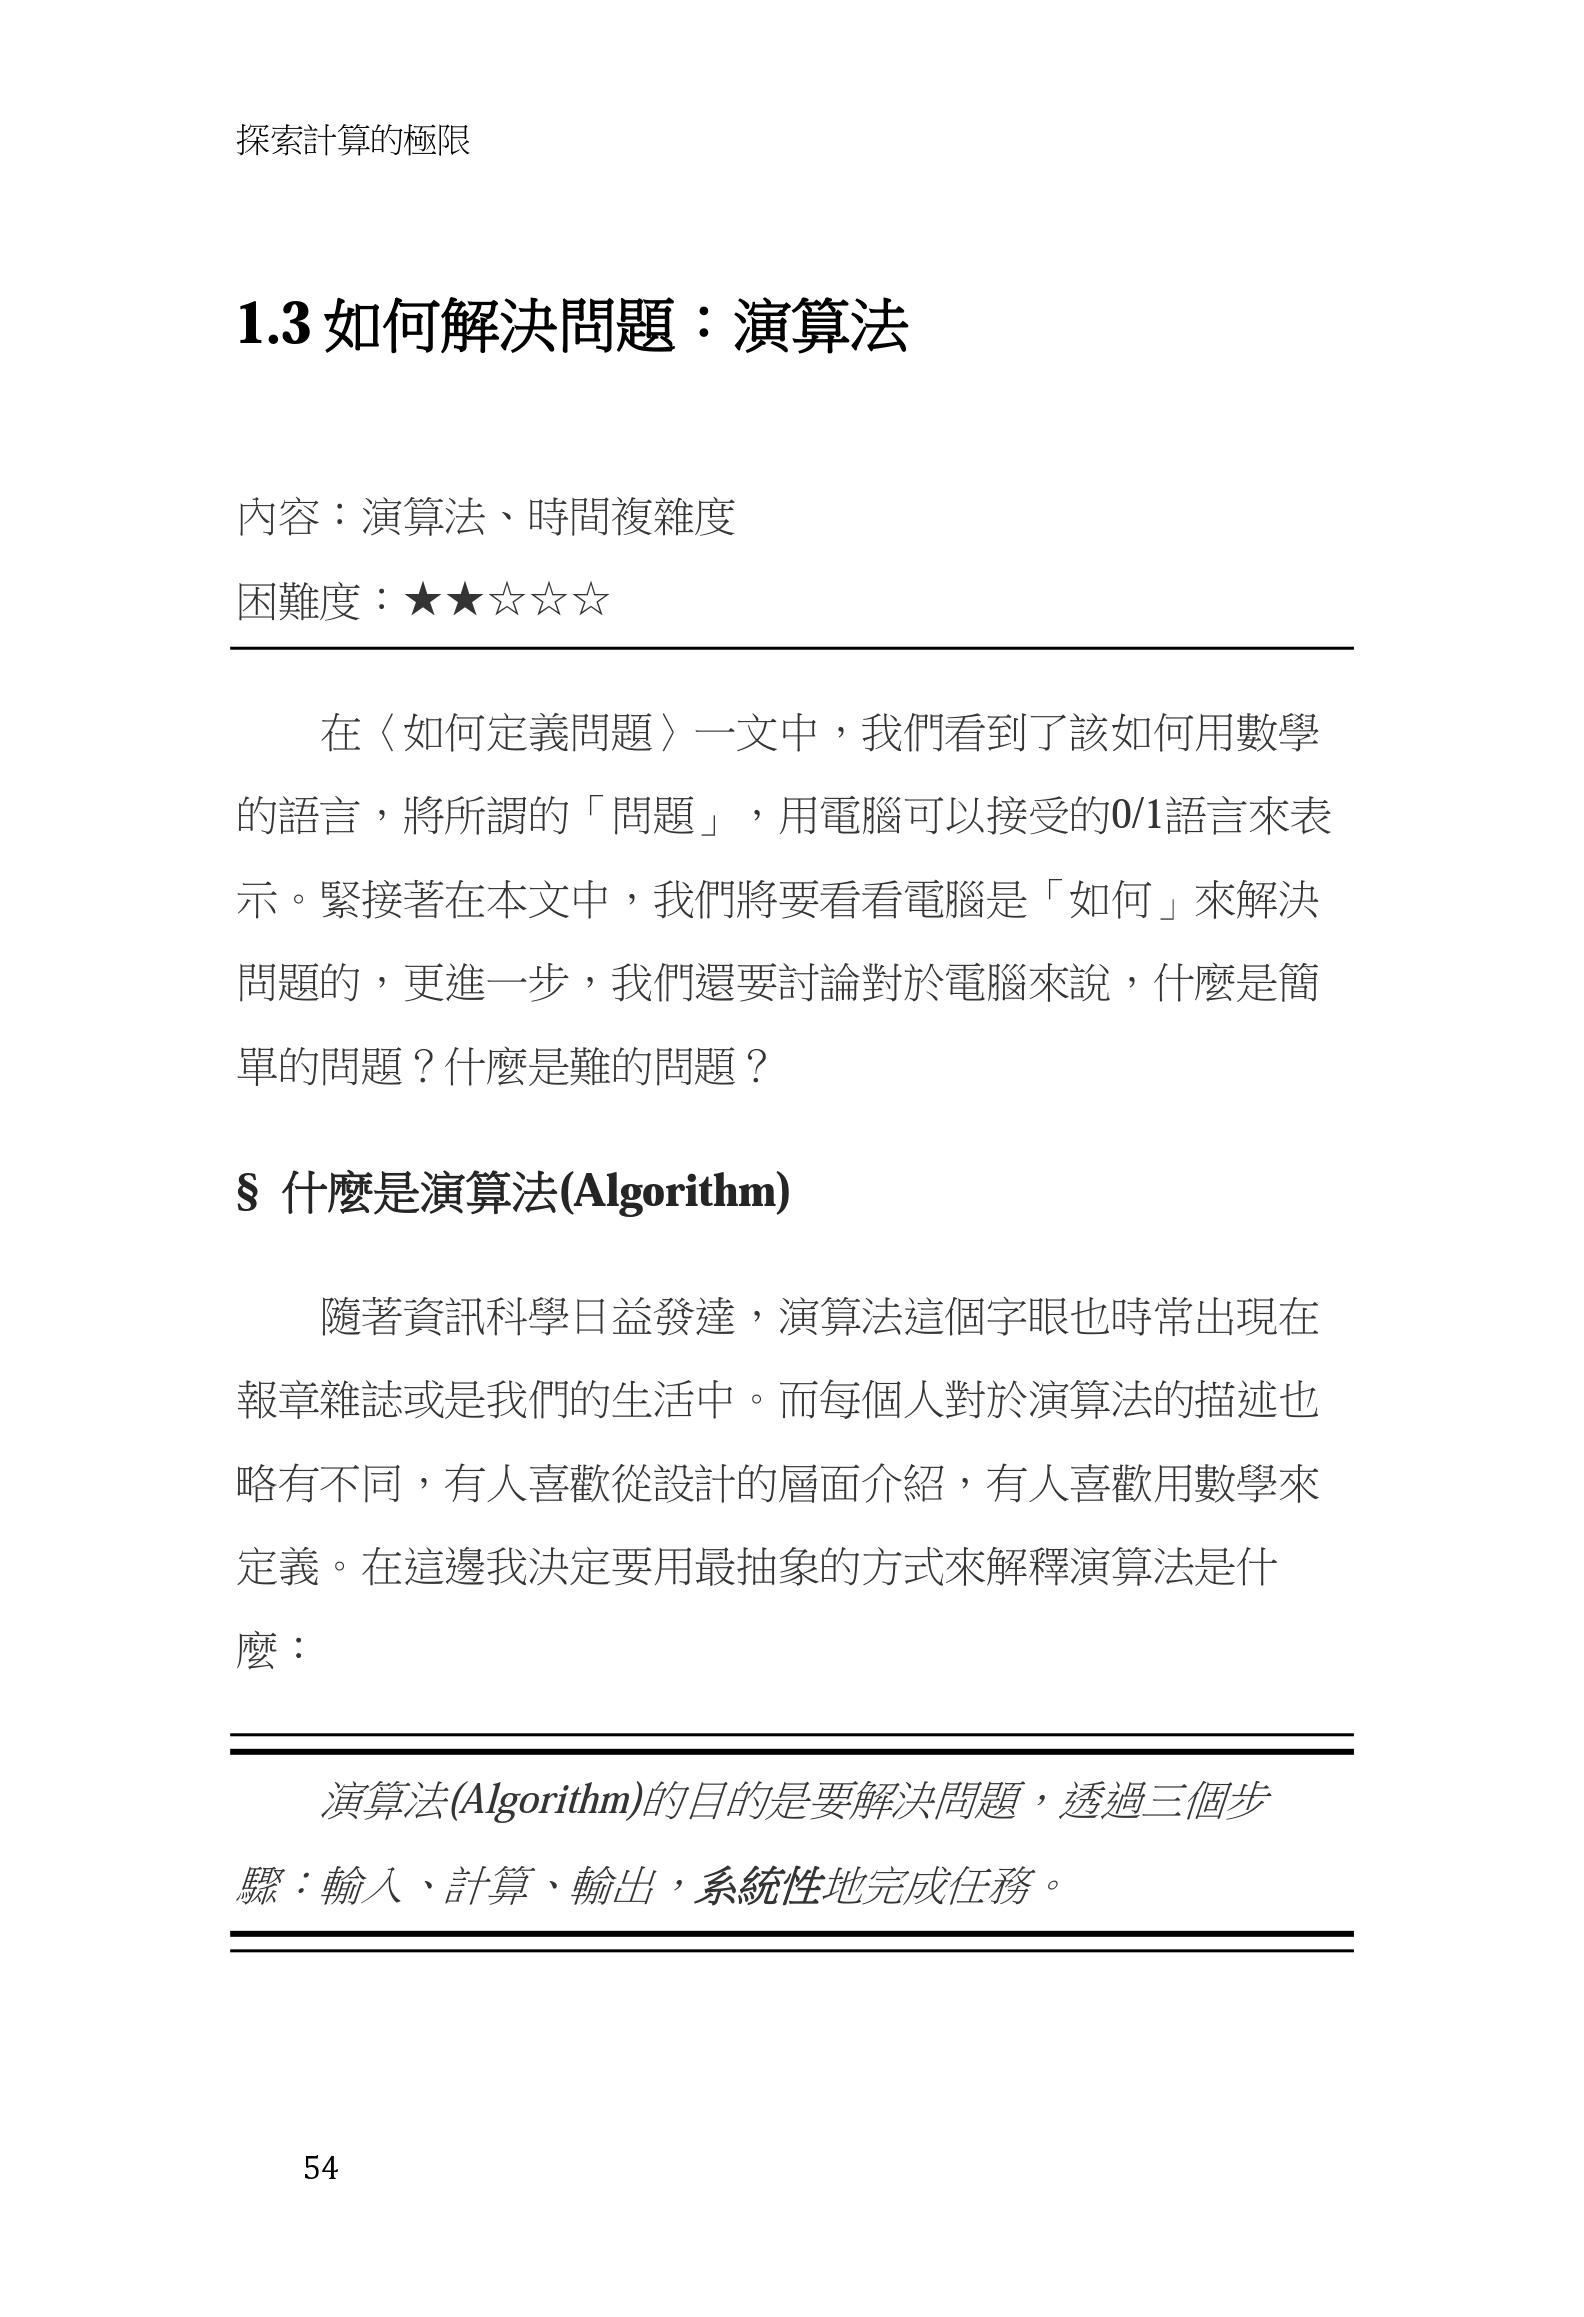 探索計算的極限
1.3 如何解決問題：演算法
內容：演算法、時間複雜度
困難度：★★☆☆☆
在〈如何定義問題〉一文中，我們看到了該如何用數學
的語言，將所謂的「問題」，用電腦可以接受的0/1語言來表
示。緊接著在本文中，我們將要看看電腦是「如何」來解決
問題的，更進一步，我們還要討論對於電腦來說，什麼是簡
單的問題？什麼是難的問題？
§ 什麼是演算法(Algorithm)
隨著資訊科學日益發達，演算法這個字眼也時常出現在
報章雜誌或是我們的生活中。而每個人對於演算法的描述也
略有不同，有人喜歡從設計的層面介紹，有人喜歡用數學來
定義。在這邊我決定要用最抽象的方式來解釋演算法是什
麼：
演算法(Algorithm)的目的是要解決問題，透過三個步
驟：輸入、計算、輸出，系統性地完成任務。
54